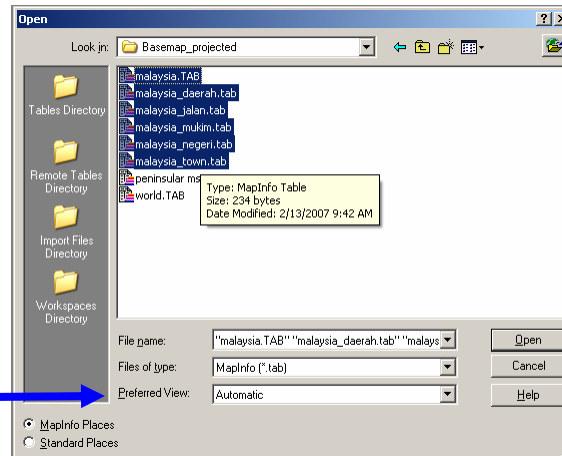 Open
Look in:
Basemap_projected
Tables Directory
Remote Tables
Directory
Import Files
Directory
Workspaces
Directory
malaysia.TAB
malaysia_daerah.tab
malaysia_jalan.tab
malaysia_mukim.tab
malaysia_negeri.tab
malaysia_town.tab
peninsular ms
world.TAB
Type: MapInfo Table
Size: 234 bytes
Date Modified: 2/13/2007 9:42 AM
File name:
"malaysia.TAB" "malaysia_daerah.tab" "malays
Open
Files of type:
MapInfo (*.tab)
Cancel
Preferred View:
Automatic
Help
MapInfo Places
Standard Places